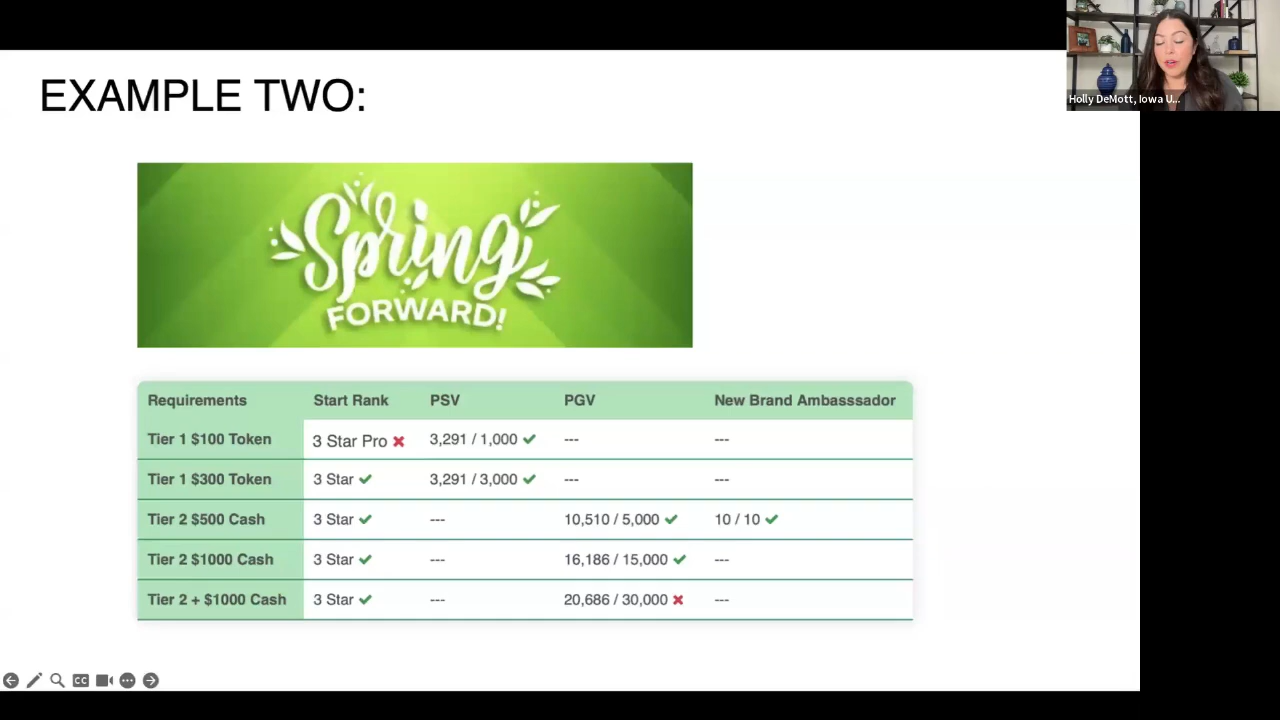 EXAMPLE TWO:
Holly DeMott, Iowa U...
Spring
FORWARD!
Requirements Start Rank PSV PGV New Brand Ambasssador
Tier 1 $100 Token 3 Star Pro ✖ 3,291 / 1,000 ✔ --- ---
Tier 1 $300 Token 3 Star ✔ 3,291 / 3,000 ✔ --- ---
Tier 2 $500 Cash 3 Star ✔ --- 10,510 / 5,000 ✔ 10 / 10 ✔
Tier 2 $1000 Cash 3 Star ✔ --- 16,186 / 15,000 ✔ ---
Tier 2 + $1000 Cash 3 Star ✔ --- 20,686 / 30,000 ✖ ---
CC